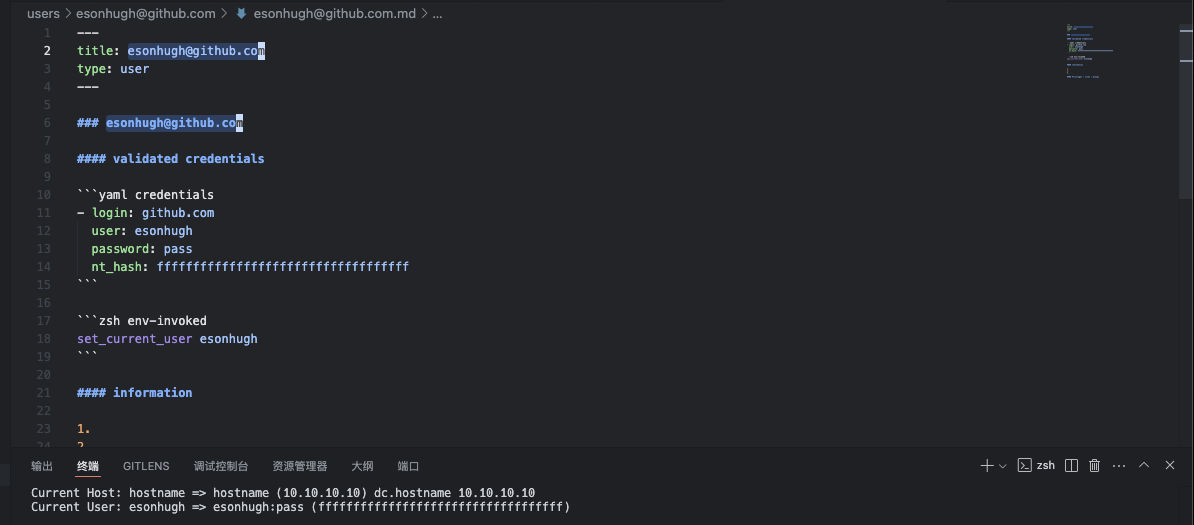 users > esonhugh@github.com > esonhugh@github.com.md > ...
1 ---
2 title: esonhugh@github.com
3 type: user
4 ---
5
6 ### esonhugh@github.com
7
8 #### validated credentials
9
10 ```yaml credentials
11 - login: github.com
12 user: esonhugh
13 password: pass
14 nt_hash: fffffffffffffffffffffffffffffffffff
15 ```
16
17 ```zsh env-invoked
18 set_current_user esonhugh
19 ```
20
21 #### information
22
23 1.
24 2
输出 终端 GITLENS 调试控制台 资源管理器 大纲 端口 zsh
Current Host: hostname => hostname (10.10.10.10) dc.hostname 10.10.10.10
Current User: esonhugh => esonhugh:pass (fffffffffffffffffffffffffffffffffff)